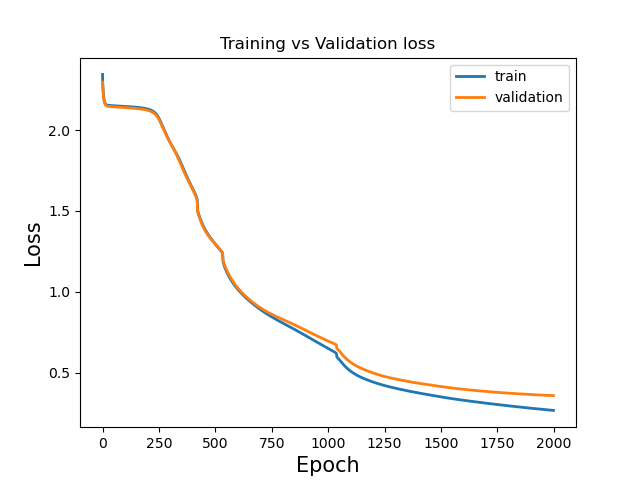 Training vs Validation loss
train
validation
2.0
1.5
1.0
0.5
Loss
0 250 500 750 1000 1250 1500 1750 2000
Epoch